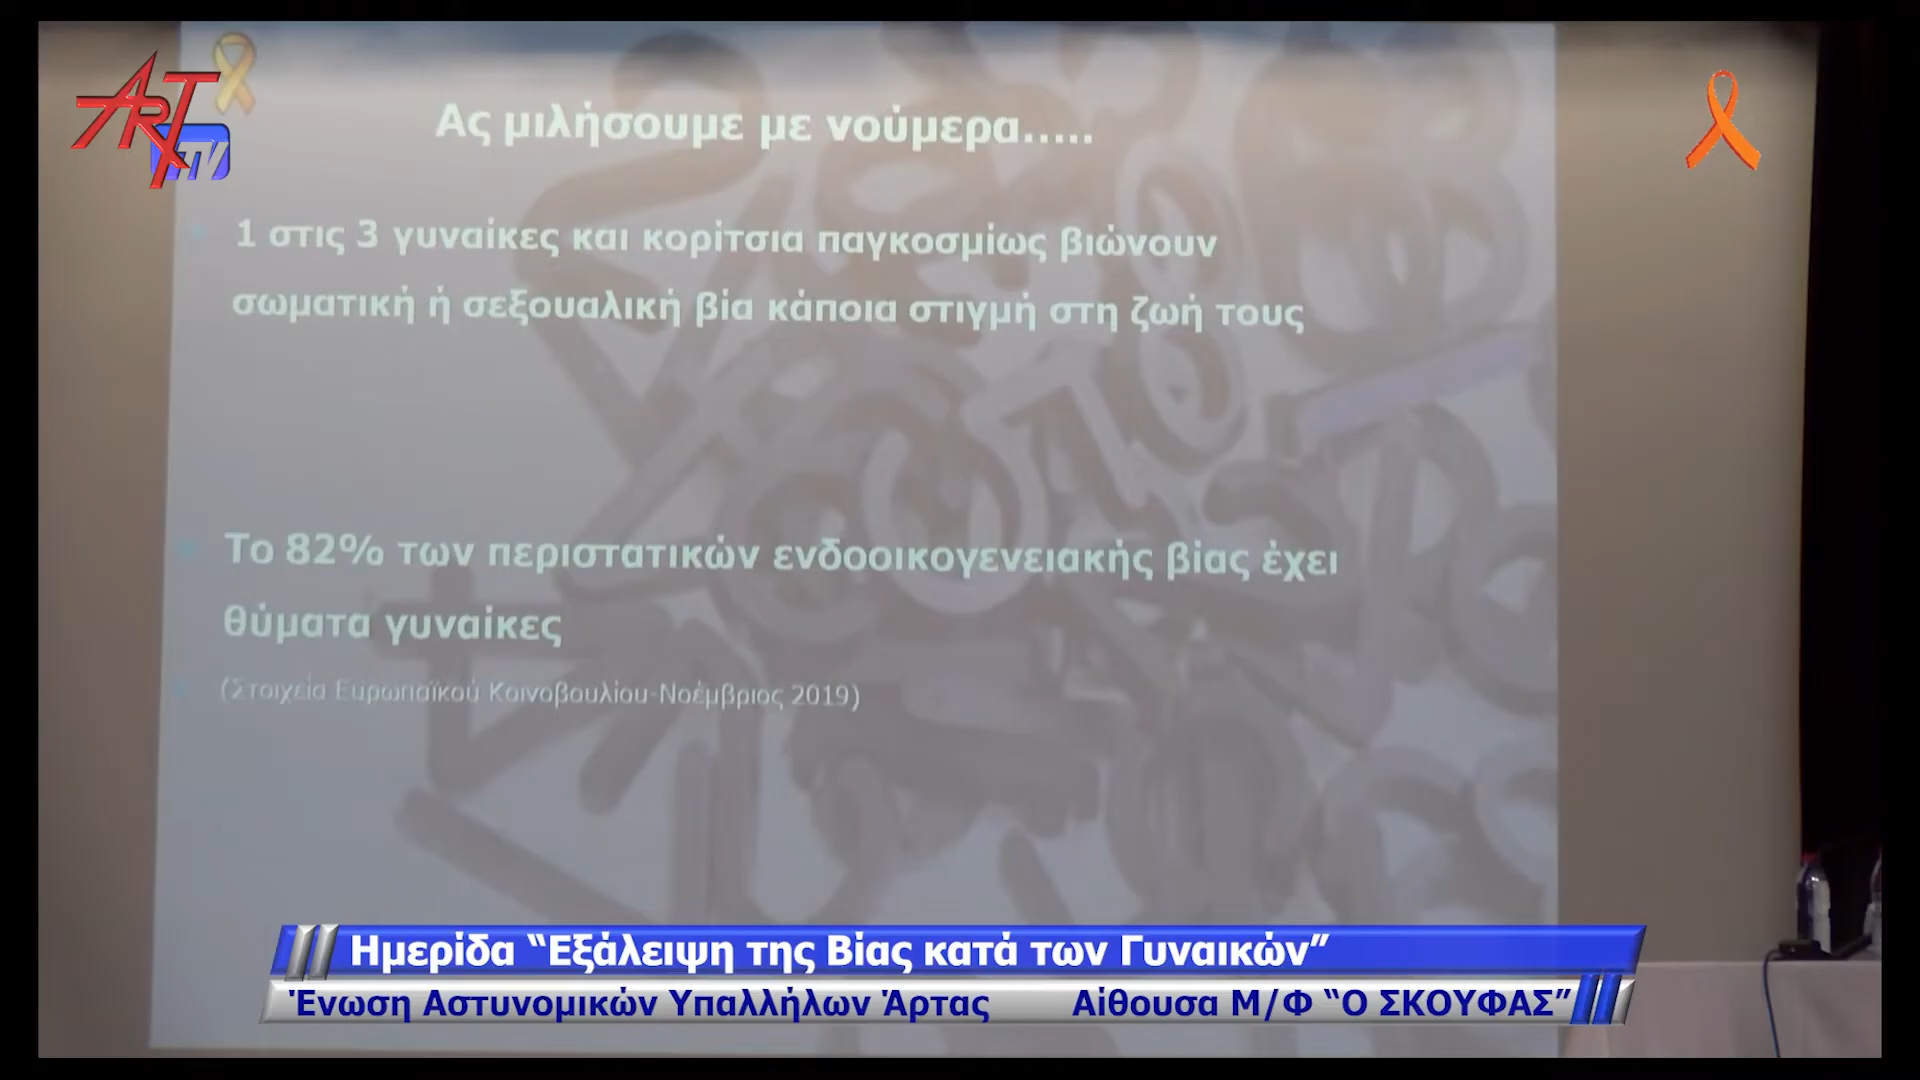 ART TV
Ας μιλήσουμε με νούμερα.....
1 στις 3 γυναίκες και κορίτσια παγκοσμίως βιώνουν
σωματική ή σεξουαλική βία κάποια στιγμή στη ζωή τους
Το 82% των περιστατικών ενδοοικογενειακής βίας έχει
θύματα γυναίκες
(Στοιχεία Ευρωπαϊκού Κοινοβουλίου-Νοέμβριος 2019)
Ημερίδα “Εξάλειψη της Βίας κατά των Γυναικών”
Ένωση Αστυνομικών Υπαλλήλων Άρτας Αίθουσα Μ/Φ “Ο ΣΚΟΥΦΑΣ”